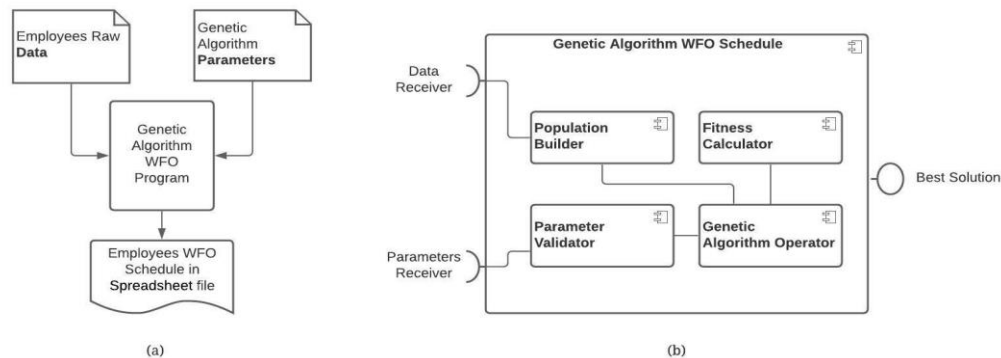 Employees Raw
Data
Genetic
Algorithm
Parameters
Genetic
Algorithm
WFO
Program
Employees WFO
Schedule in
Spreadsheet file
(a)
Genetic Algorithm WFO Schedule
Data
Receiver
Population
Builder
Fitness
Calculator
Best Solution
Parameters
Receiver
Parameter
Validator
Genetic
Algorithm Operator
(b)